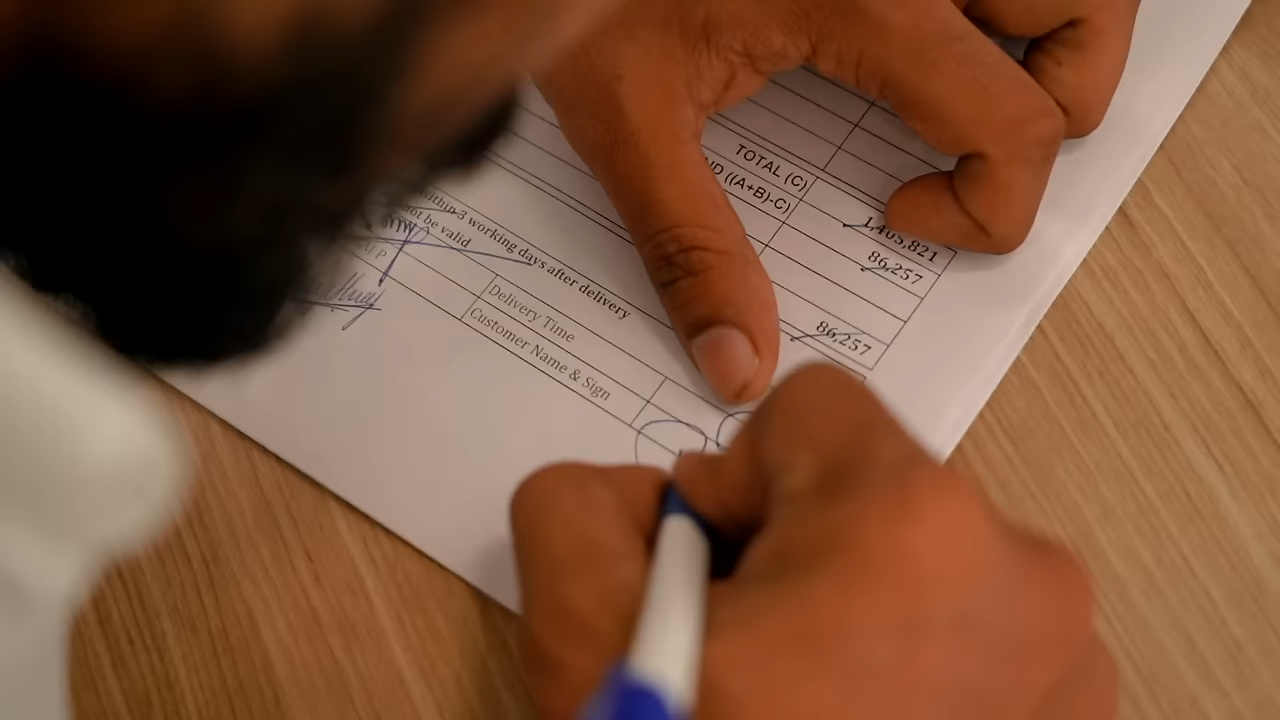 TOTAL (C)
1,405,821
ND ((A+B)-C)
86,257
86,257
within 3 working days after delivery
not be valid
Delivery Time
Customer Name & Sign